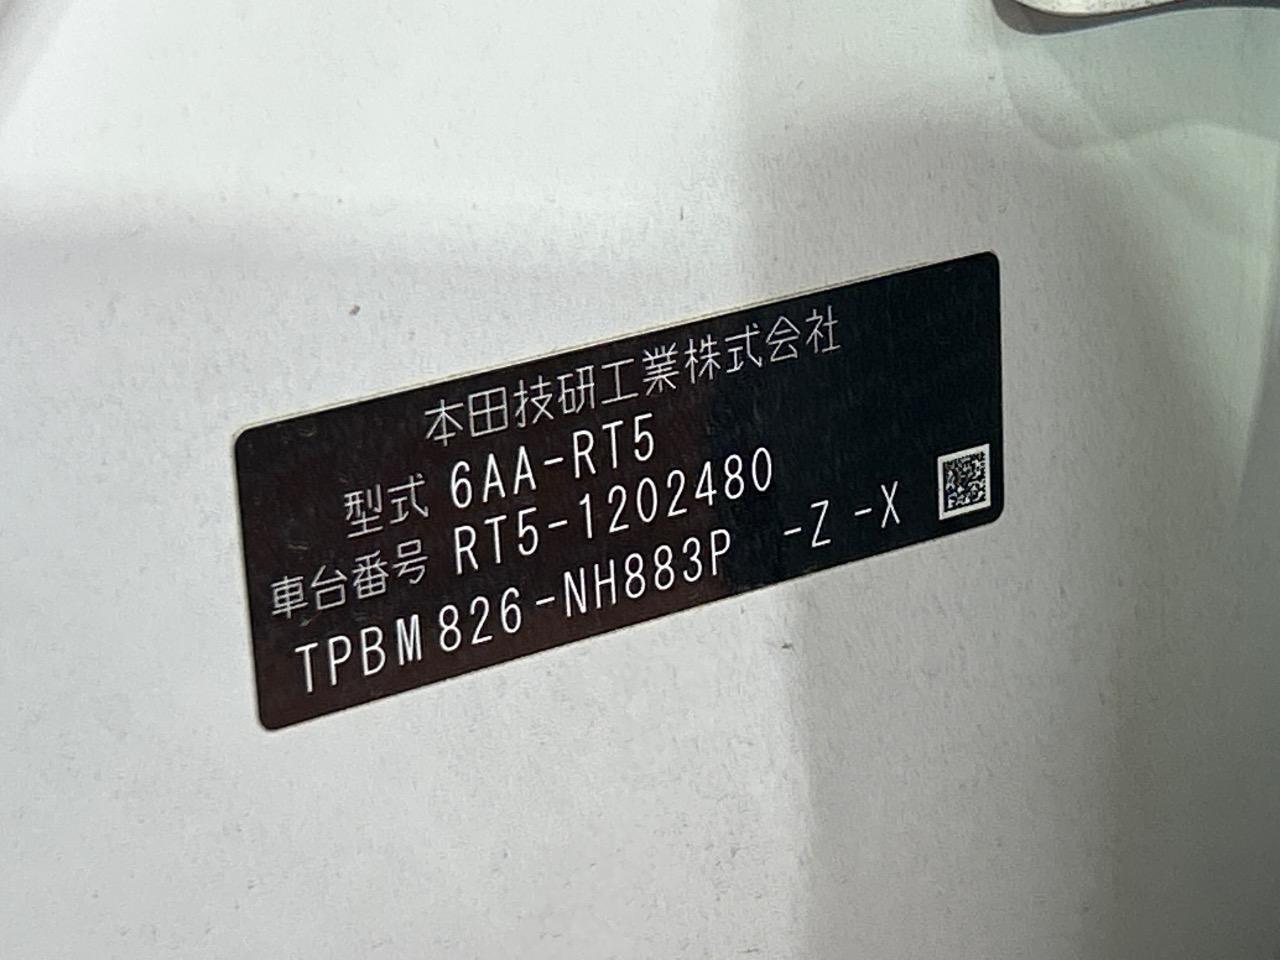 本田技研工業株式会社
型式 6AA-RT5
車台番号 RT5-1202480
TPBM826-NH883P -Z -X